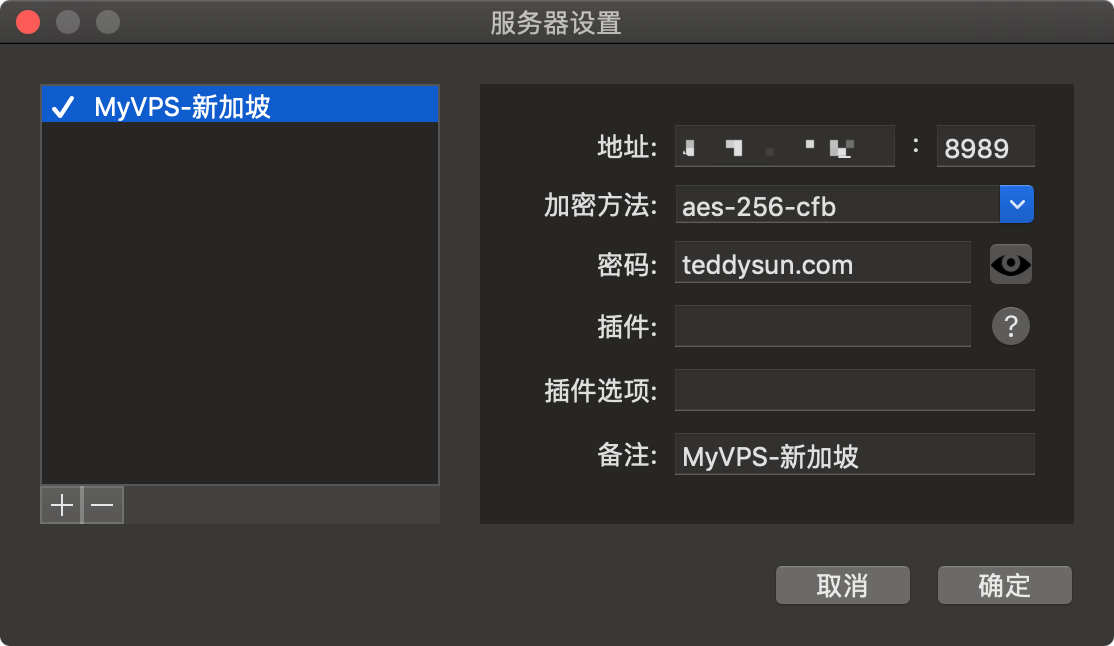 服务器设置
MyVPS-新加坡
地址: : 8989
加密方法: aes-256-cfb
密码: teddysun.com
插件:
?
插件选项:
备注: MyVPS-新加坡
取消 确定